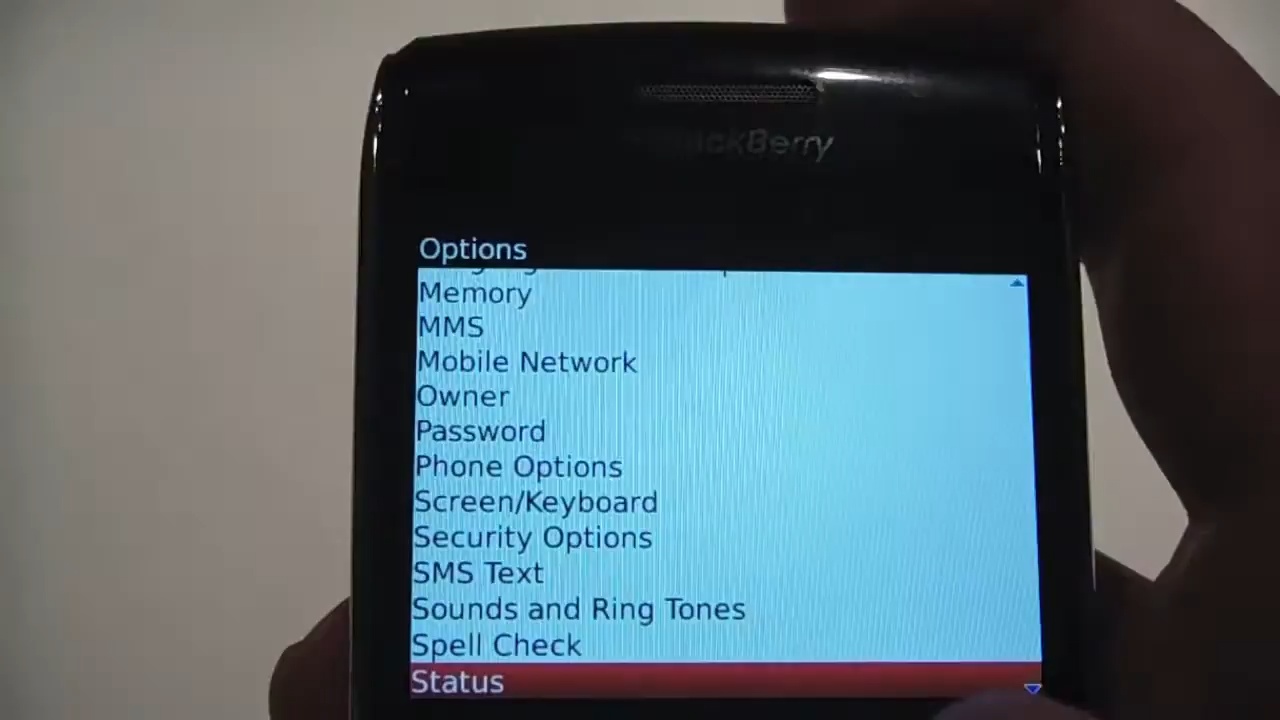 BlackBerry
Options
Memory
MMS
Mobile Network
Owner
Password
Phone Options
Screen/Keyboard
Security Options
SMS Text
Sounds and Ring Tones
Spell Check
Status